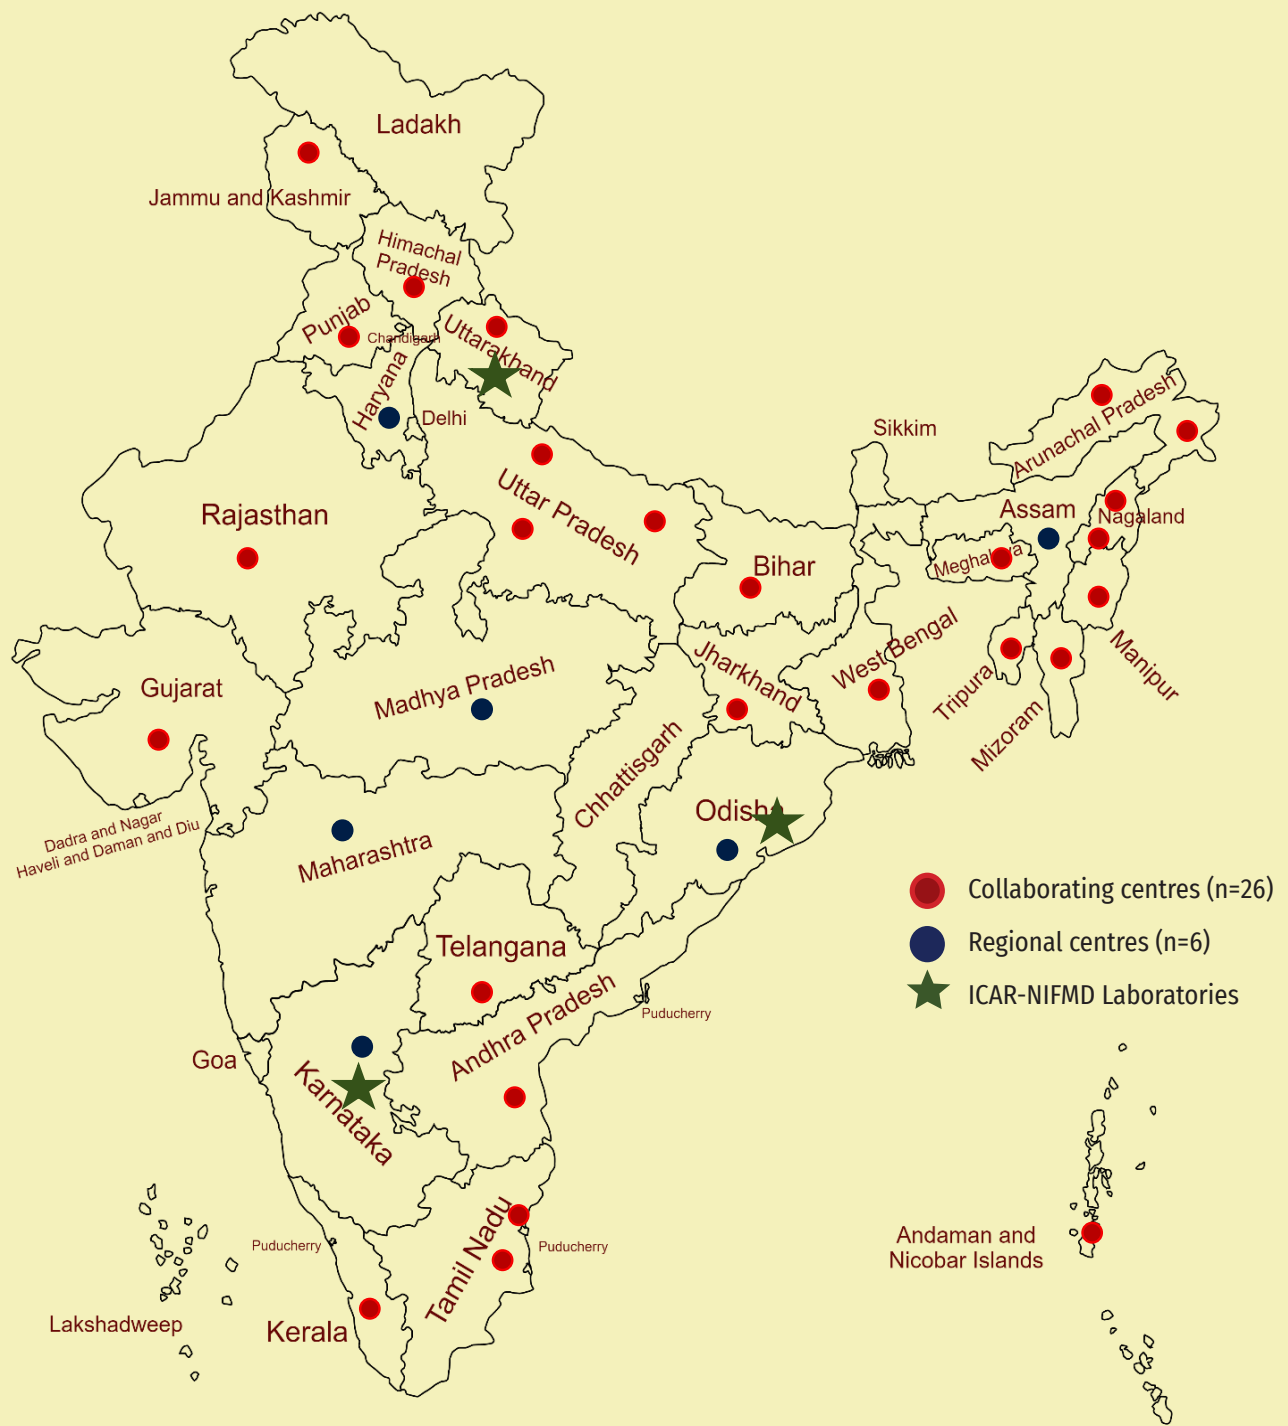 Ladakh
Jammu and Kashmir
Himachal
Pradesh
Punjab
Chandigarh
Uttarakhand
Haryana
Delhi
Sikkim
Arunachal Pradesh
Uttar Pradesh
Rajasthan
Assam
Nagaland
Meghalaya
Bihar
Manipur
West Bengal
Jharkhand
Tripura
Mizoram
Madhya Pradesh
Gujarat
Chhattisgarh
Odisha
Dadra and Nagar
Haveli and Daman and Diu
Maharashtra
Collaborating centres (n=26)
Regional centres (n=6)
ICAR-NIFMD Laboratories
Telangana
Andhra Pradesh
Puducherry
Goa
Karnataka
Puducherry
Puducherry
Tamil Nadu
Andaman and
Nicobar Islands
Lakshadweep
Kerala